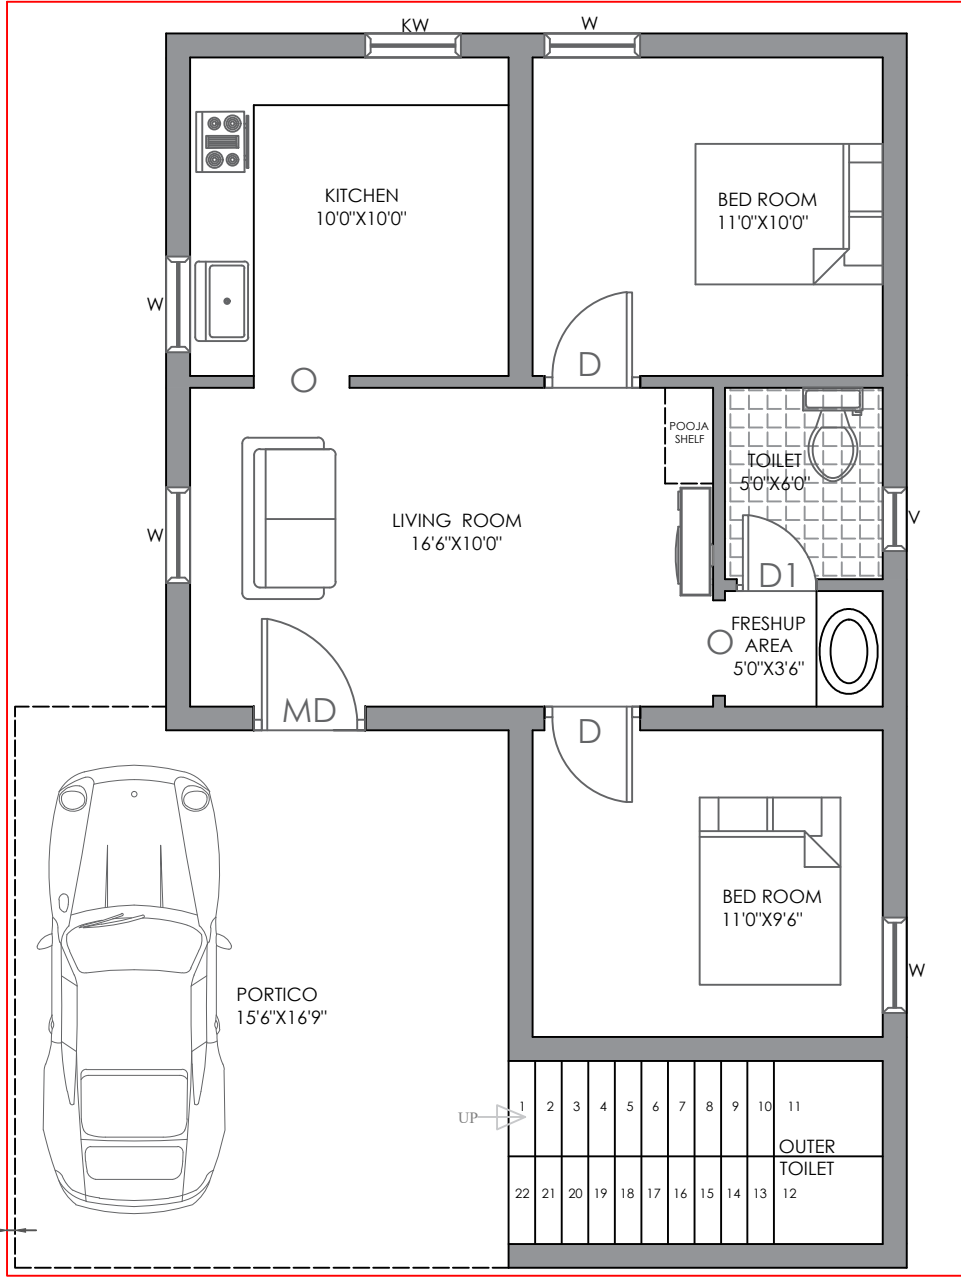 KW
W
KITCHEN
10'0"X10'0"
BED ROOM
11'0"X10'0"
W
D
POOJA
SHELF
TOILET
5'0"X6'0"
W
LIVING ROOM
16'6"X10'0"
V
D1
FRESHUP
AREA
5'0"X3'6"
MD
D
BED ROOM
11'0"X9'6"
W
PORTICO
15'6"X16'9"
UP
1 2 3 4 5 6 7 8 9 10 11
OUTER
TOILET
22 21 20 19 18 17 16 15 14 13 12